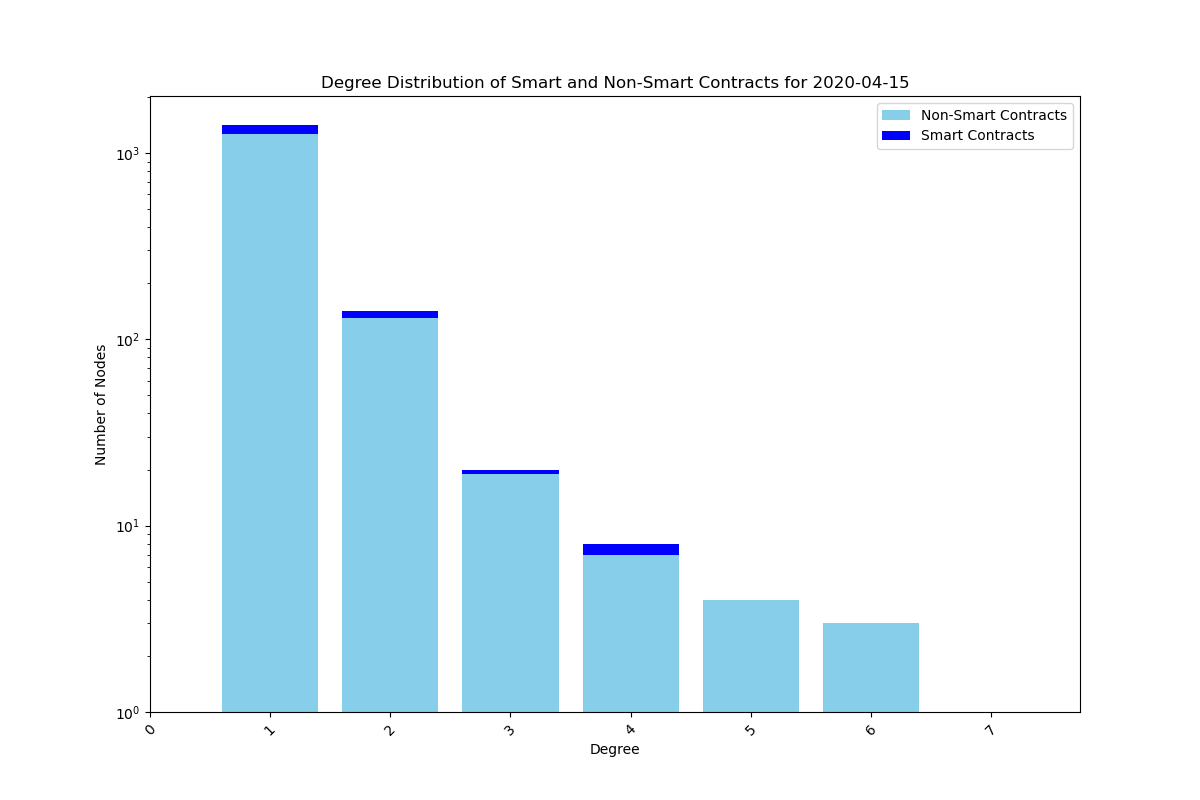 Degree Distribution of Smart and Non-Smart Contracts for 2020-04-15
Non-Smart Contracts
Smart Contracts
Number of Nodes
10³
10²
10¹
10⁰
0 1 2 3 4 5 6 7
Degree